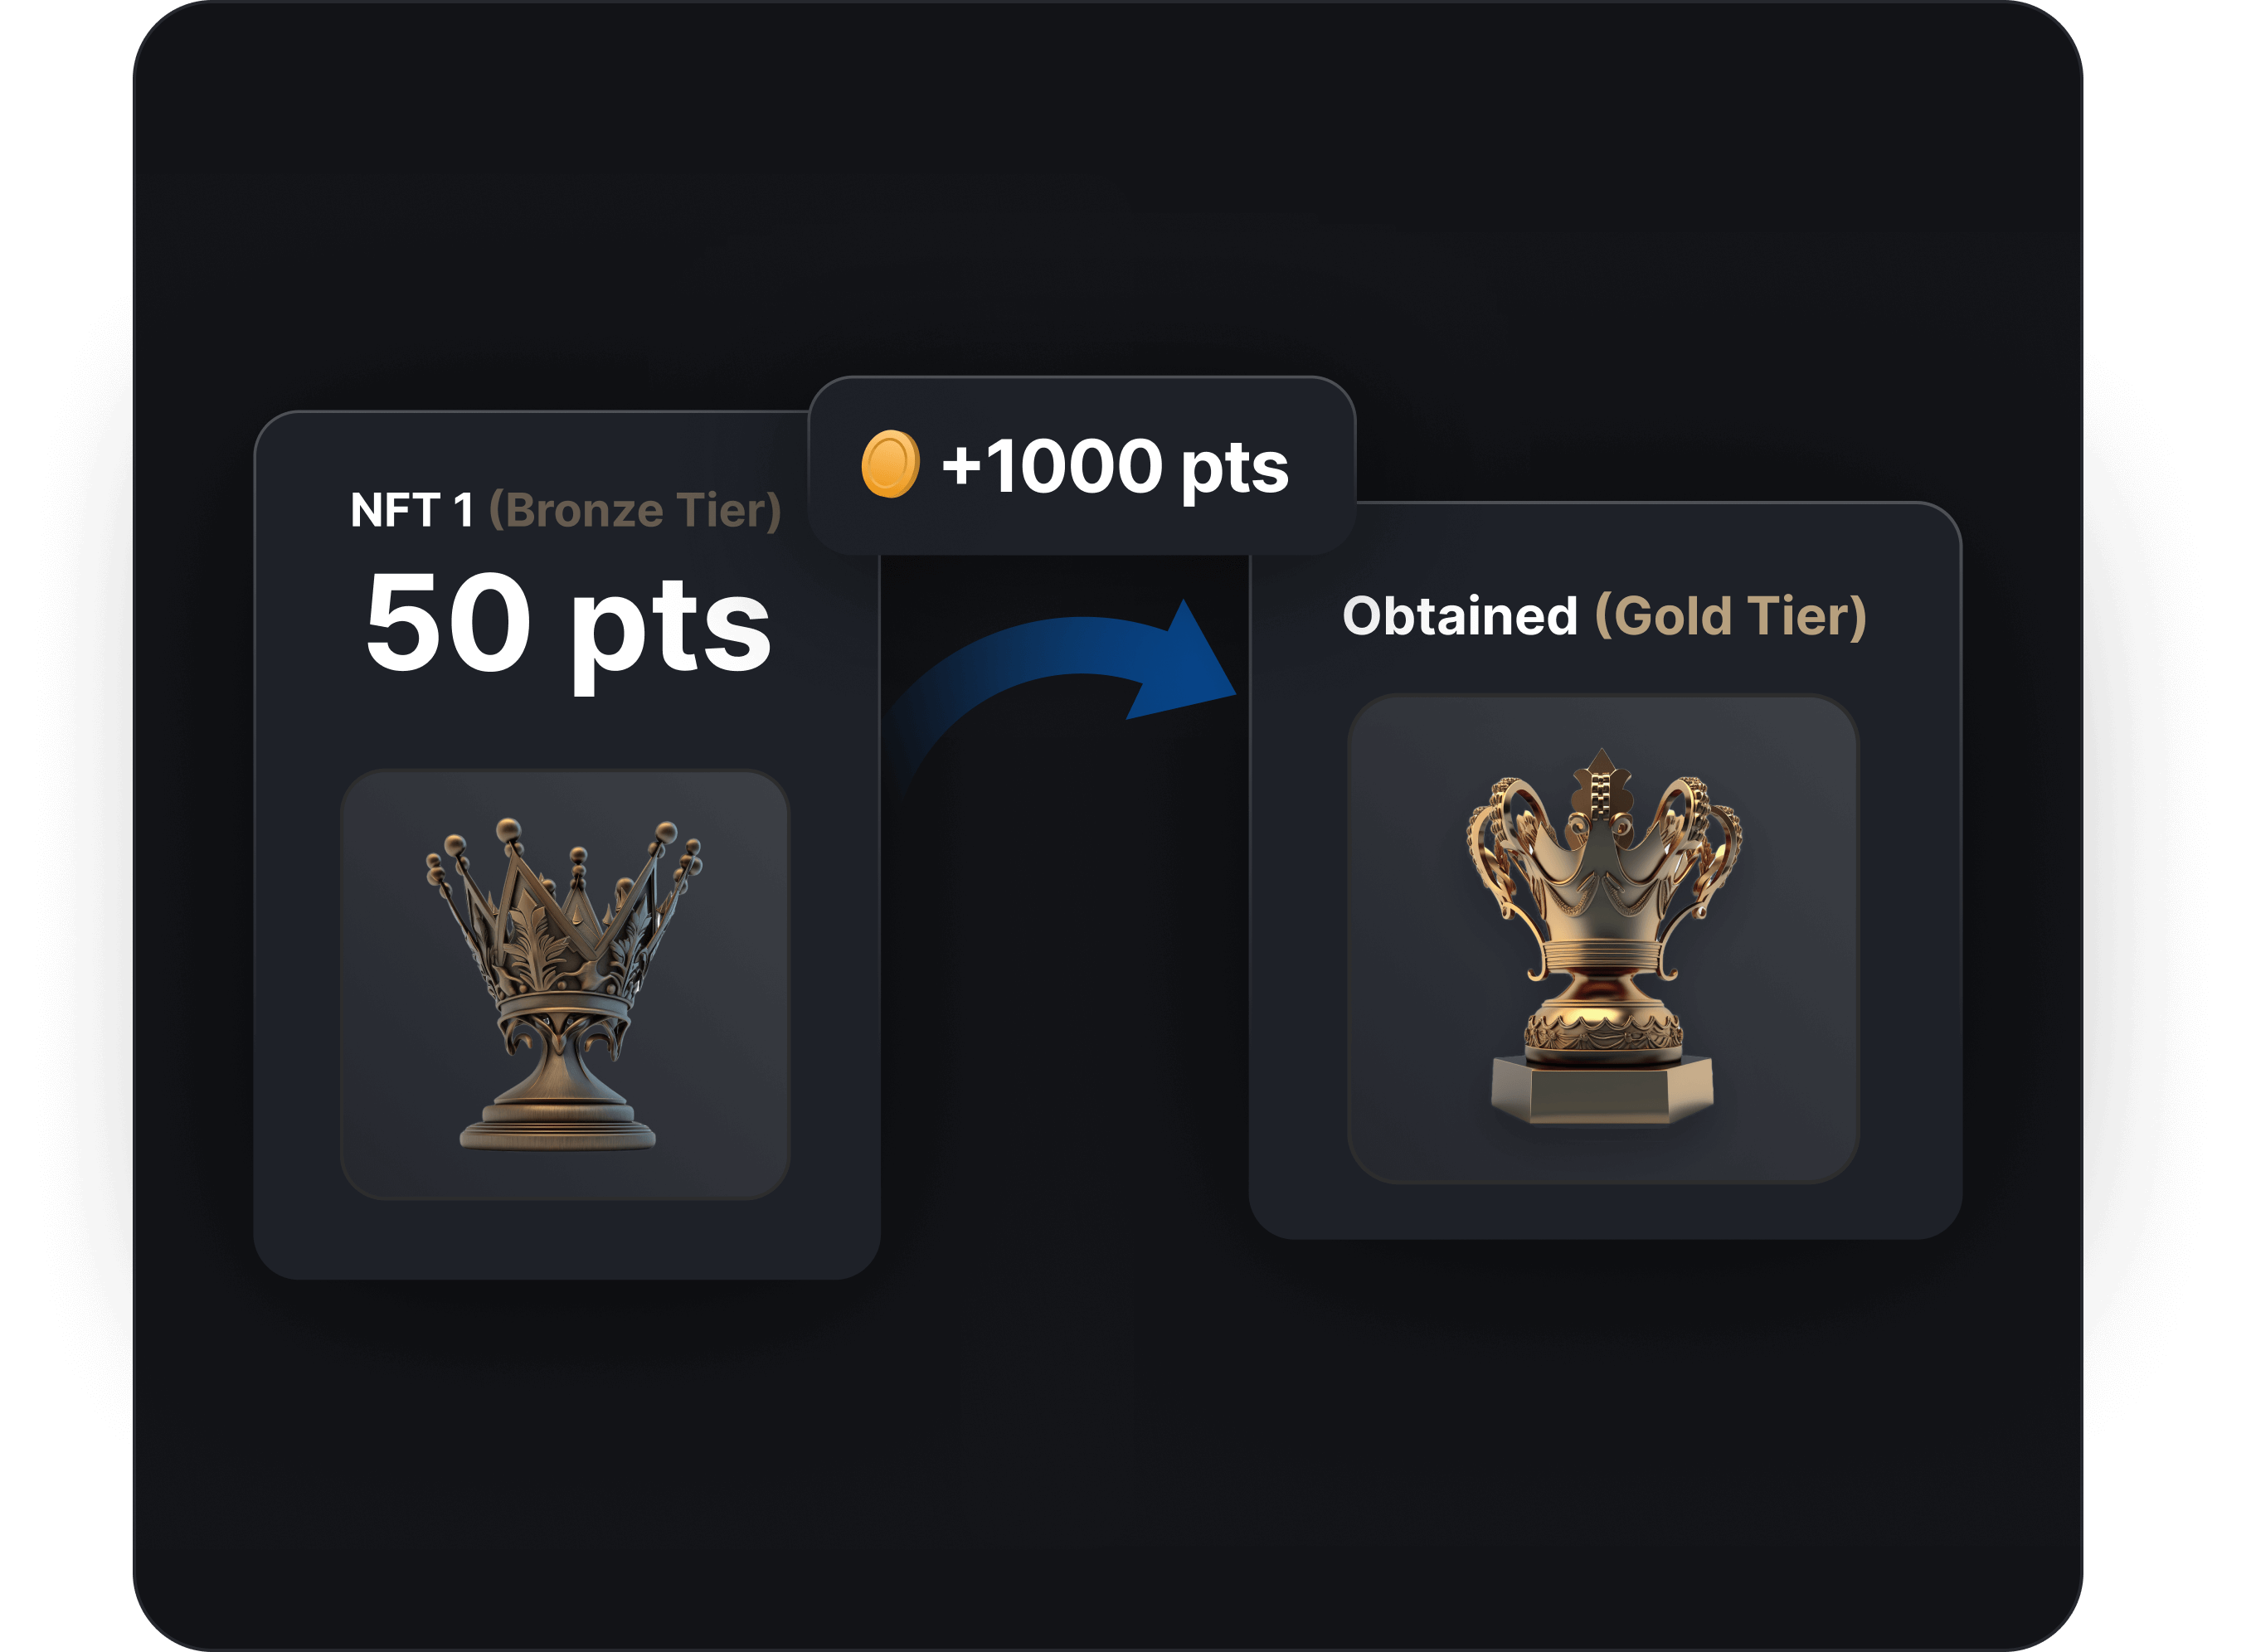 +1000 pts
NFT 1 (Bronze Tier)
50 pts
Obtained (Gold Tier)